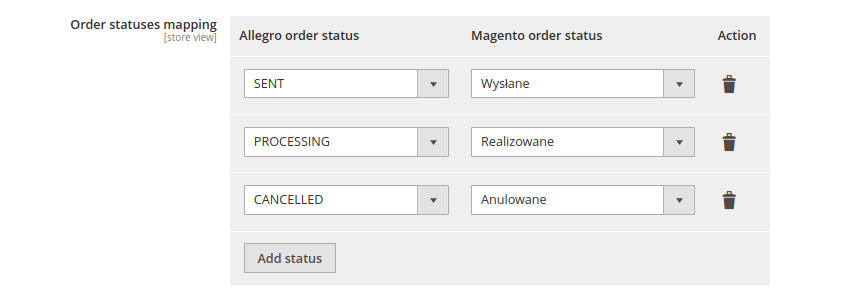 Order statuses mapping
[store view]
Allegro order status Magento order status Action
SENT Wysłane
PROCESSING Realizowane
CANCELLED Anulowane
Add status